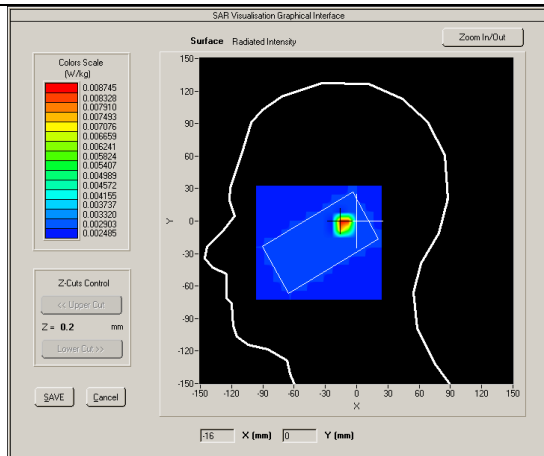 SAR Visualisation Graphical Interface
Surface Radiated Intensity
Zoom In/Out
Colors Scale
(W/kg)
0.008745
0.008328
0.007910
0.007493
0.007076
0.006659
0.006241
0.005824
0.005407
0.004989
0.004572
0.004155
0.003737
0.003320
0.002903
0.002485
150-
120-
90-
60-
30-
0-
-30-
-60-
-90-
-120-
-150-
Y
-150 -120 -90 -60 -30 0 30 60 90 120 150
X
Z-Cuts Control
<< Upper Cut
Z = 0.2 mm
Lower Cut >>
SAVE Cancel
-16 X (mm) 0 Y (mm)